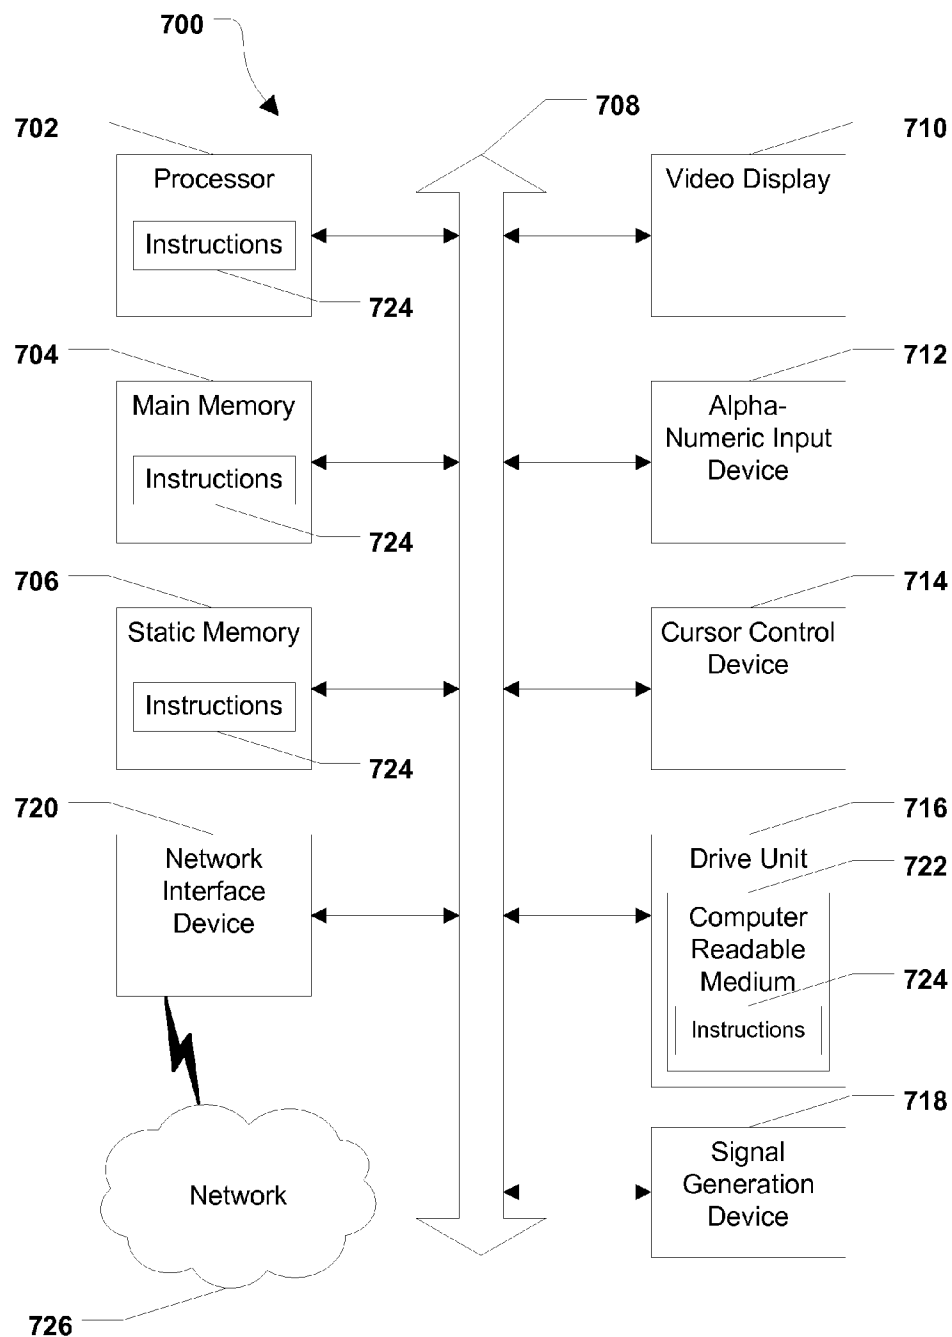 700
702
Processor
Instructions
724
704
Main Memory
Instructions
724
706
Static Memory
Instructions
724
720
Network
Interface
Device
Network
726
708
710
Video Display
712
Alpha-
Numeric Input
Device
714
Cursor Control
Device
716
Drive Unit
722
Computer
Readable
Medium
724
Instructions
718
Signal
Generation
Device